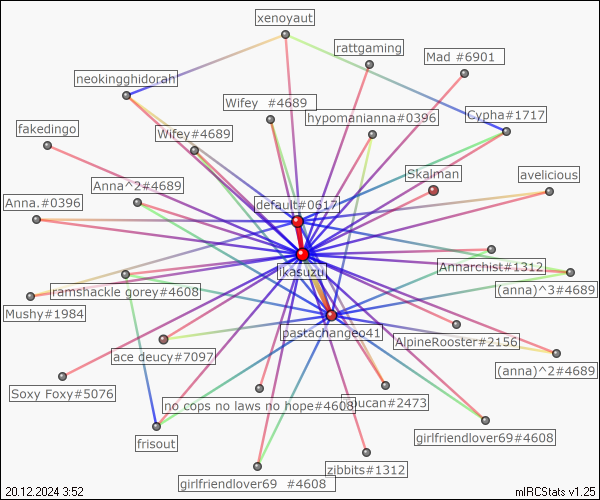 xenoyaut
rattgaming
Mad #6901
neokingghidorah
Wifey #4689
hypomanianna#0396
Cypha#1717
fakedingo
Wifey#4689
Skalman
avelicious
Anna^2#4689
Anna.#0396
default#0617
ikasuzu
Annarchist#1312
(anna)^3#4689
ramshackle gorey#4608
Mushy#1984
pastachangeo41
AlpineRooster#2156
ace deucy#7097
(anna)^2#4689
Soxy Foxy#5076
no cops no laws no hope#4608
ucan#2473
girlfriendlover69#4608
frisout
zibbits#1312
girlfriendlover69 #4608
20.12.2024 3:52
mIRCStats v1.25